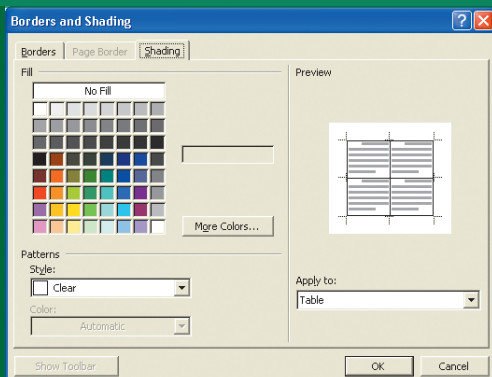 Borders and Shading
Borders Page Border Shading
Fill
No Fill
More Colors...
Patterns
Style:
Clear
Color:
Automatic
Preview
Apply to:
Table
Show Toolbar
OK
Cancel